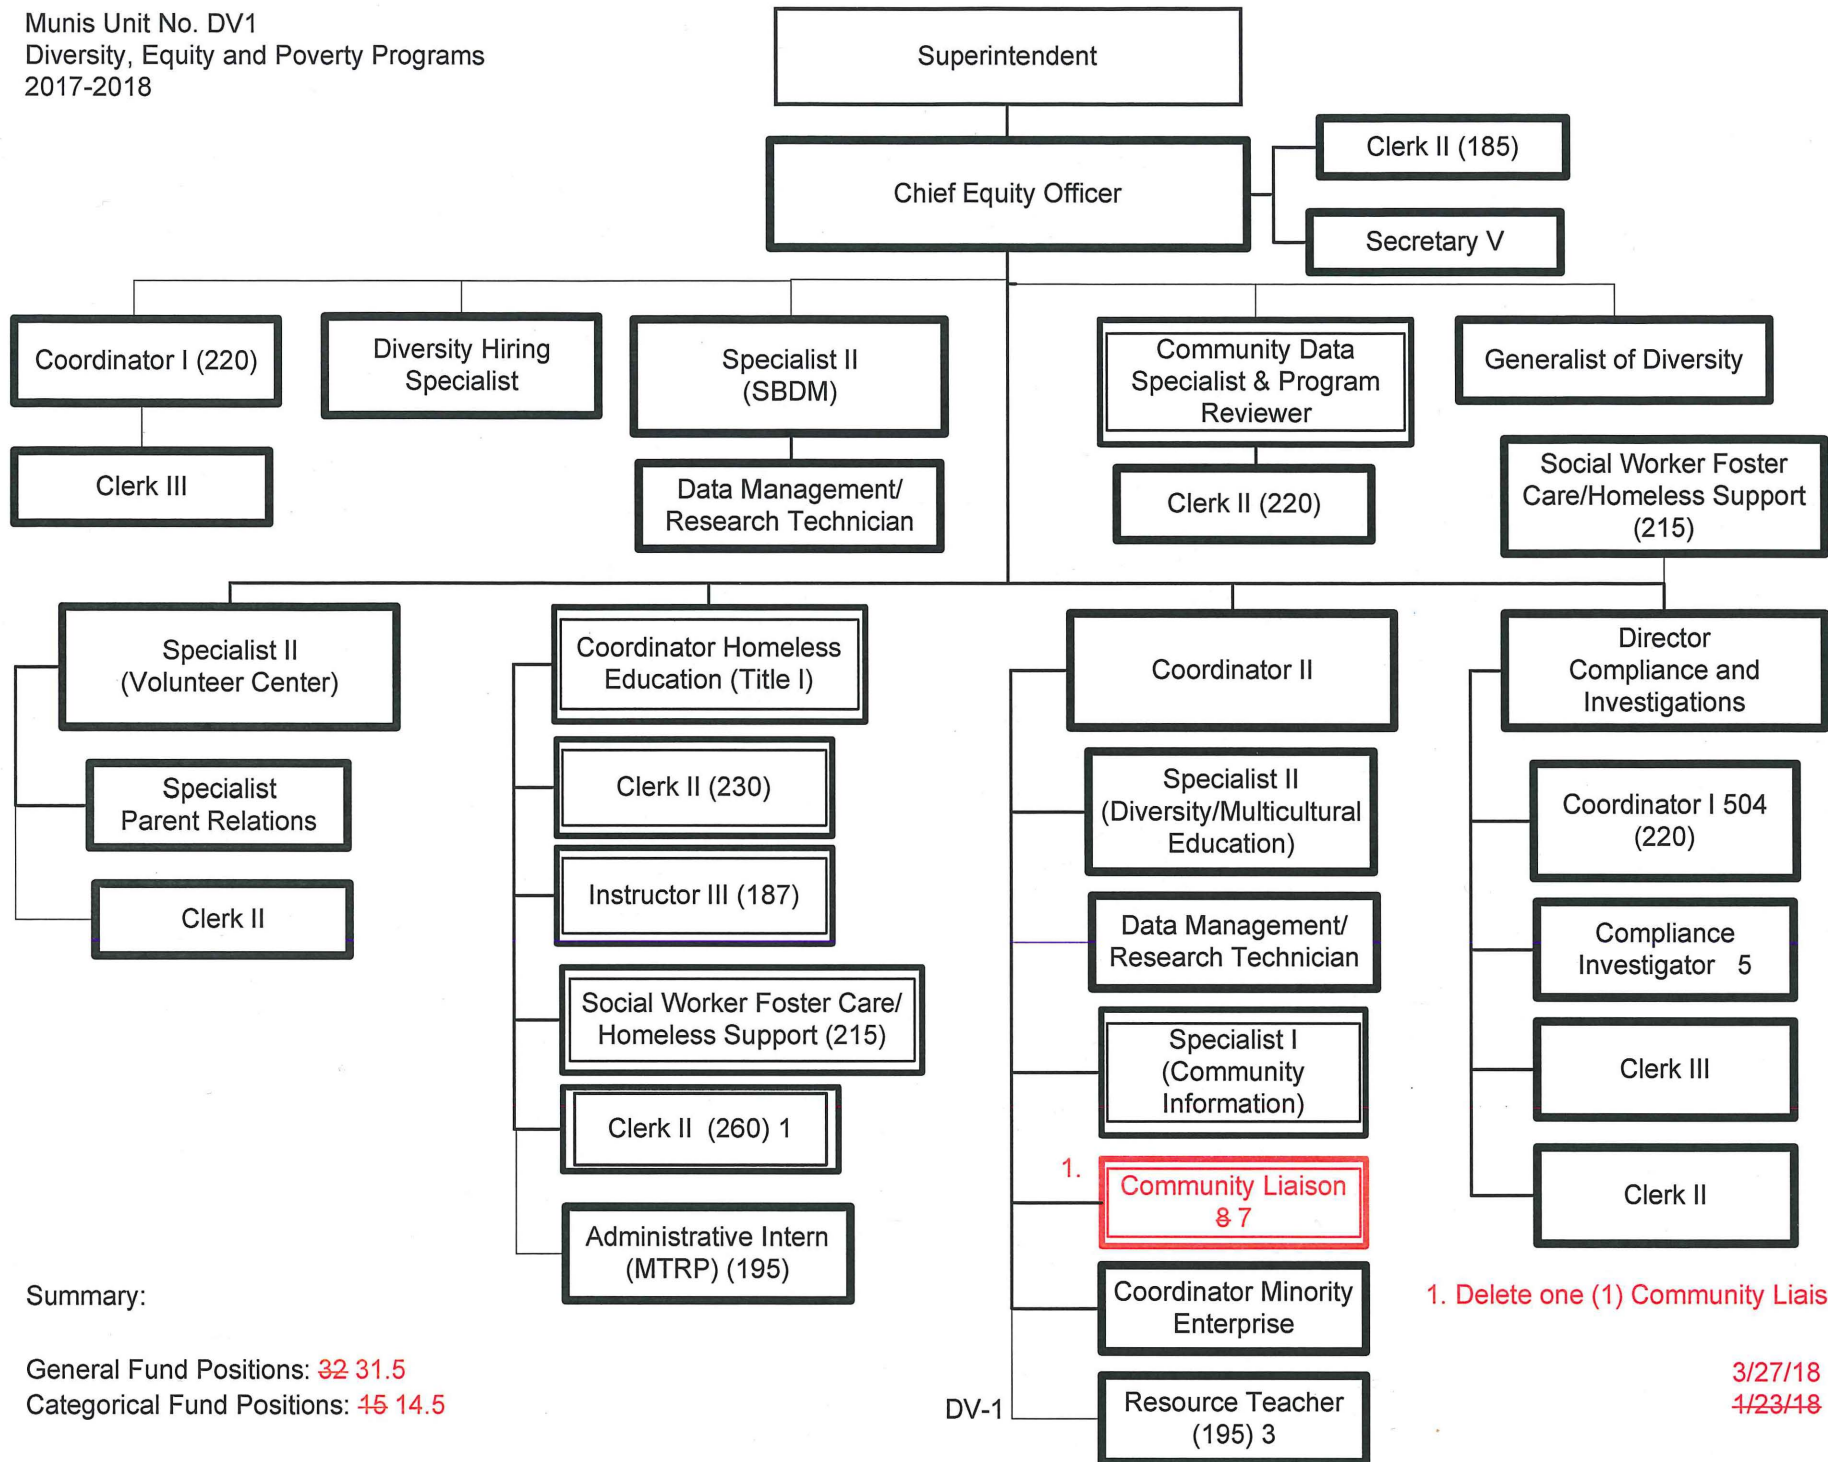 Munis Unit No. DV1
Diversity, Equity and Poverty Programs
2017-2018
Superintendent
Chief Equity Officer
Clerk II (185)
Secretary V
Coordinator I (220)
Diversity Hiring
Specialist
Specialist II
(SBDM)
Community Data
Specialist & Program
Reviewer
Generalist of Diversity
Clerk III
Data Management/
Research Technician
Clerk II (220)
Social Worker Foster
Care/Homeless Support
(215)
Specialist II
(Volunteer Center)
Specialist
Parent Relations
Clerk II
Coordinator Homeless
Education (Title I)
Clerk II (230)
Instructor III (187)
Social Worker Foster Care/
Homeless Support (215)
Clerk II (260) 1
Administrative Intern
(MTRP) (195)
Coordinator II
Specialist II
(Diversity/Multicultural
Education)
Data Management/
Research Technician
Specialist I
(Community
Information)
1.
Community Liaison
8 7
Coordinator Minority
Enterprise
Resource Teacher
(195) 3
Director
Compliance and
Investigations
Coordinator I 504
(220)
Compliance
Investigator 5
Clerk III
Clerk II
Summary:
General Fund Positions: 32 31.5
Categorical Fund Positions: 15 14.5
DV-1
1. Delete one (1) Community Liais
3/27/18
1/23/18